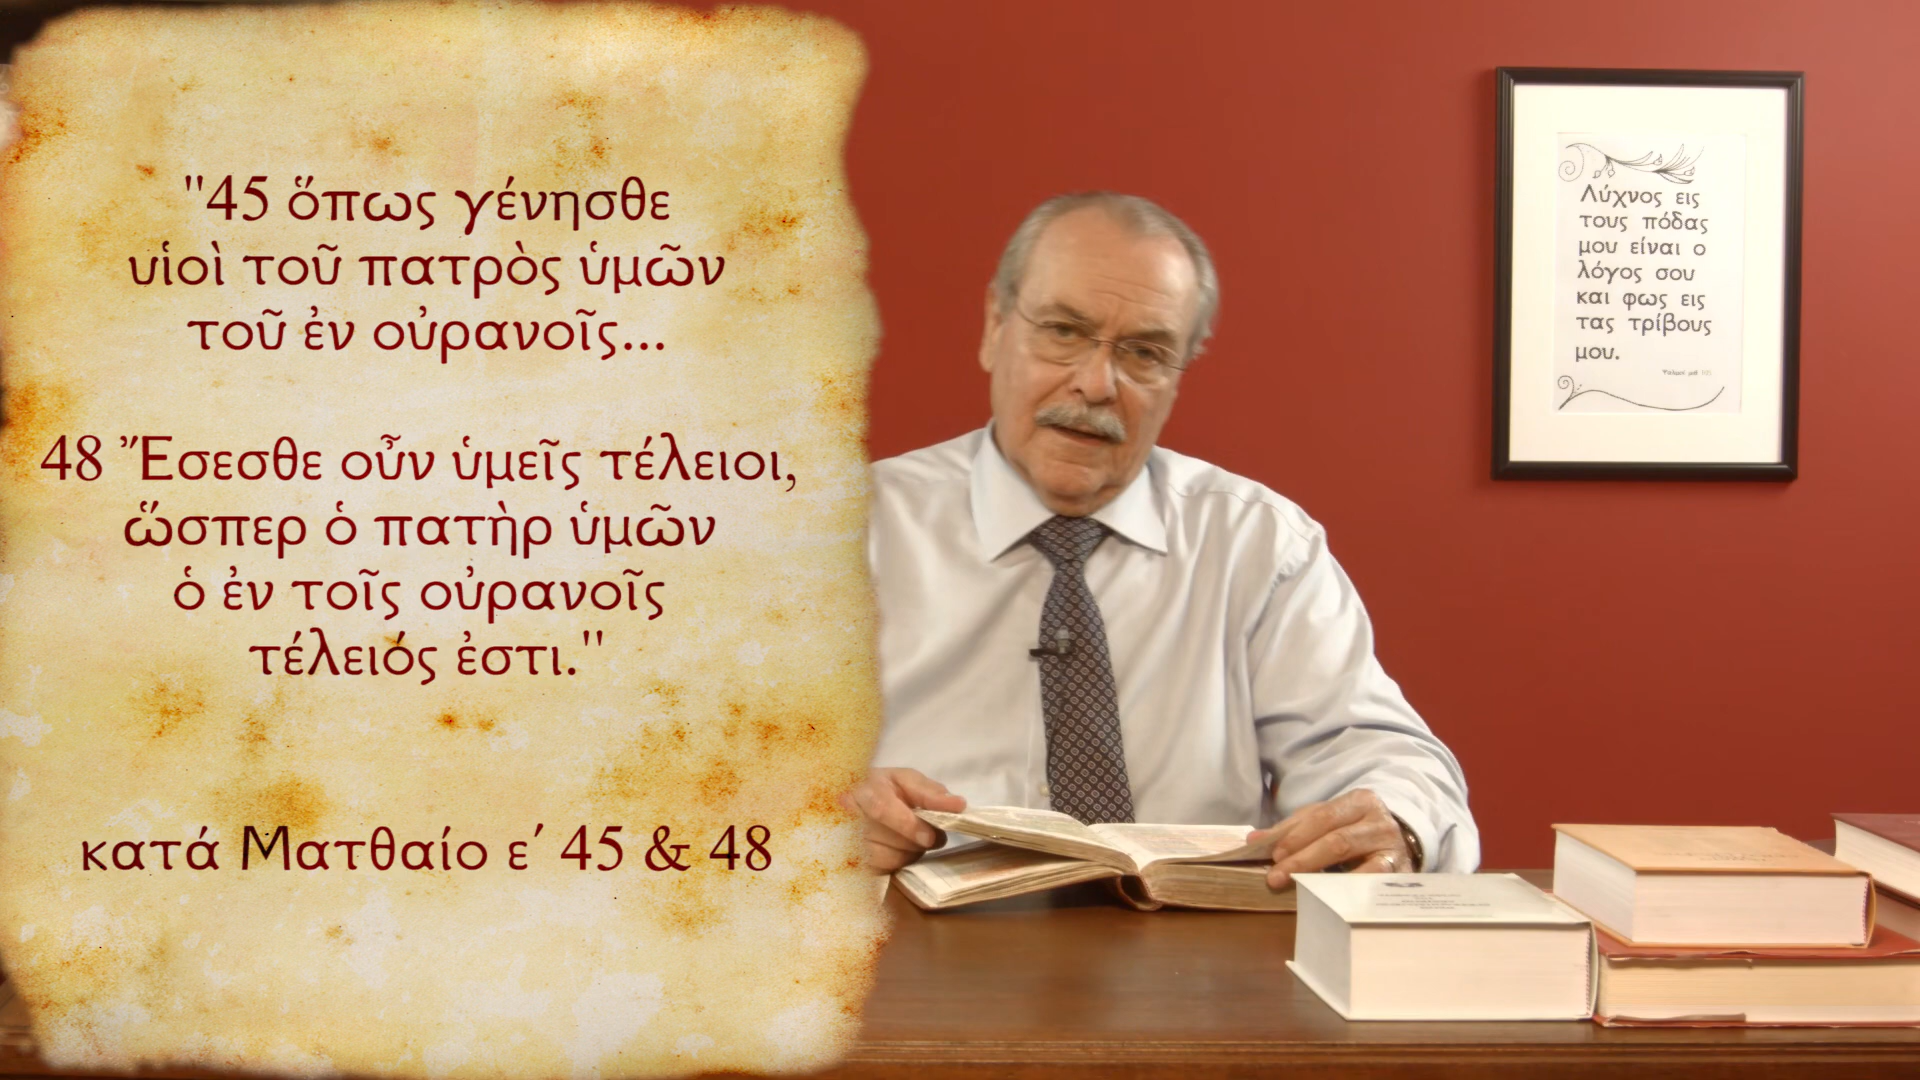 "45 ὅπως γένησθε
υἱοὶ τοῦ πατρὸς ὑμῶν
τοῦ ἐν οὐρανοῖς...
48 Ἔσεσθε οὖν ὑμεῖς τέλειοι,
ὥσπερ ὁ πατὴρ ὑμῶν
ὁ ἐν τοῖς οὐρανοῖς
τέλειός ἐστι."
κατά Ματθαίο ε΄ 45 & 48
Λύχνος εις
τους πόδας
μου είναι ο
λόγος σου
και φως εις
τας τρίβους
μου.